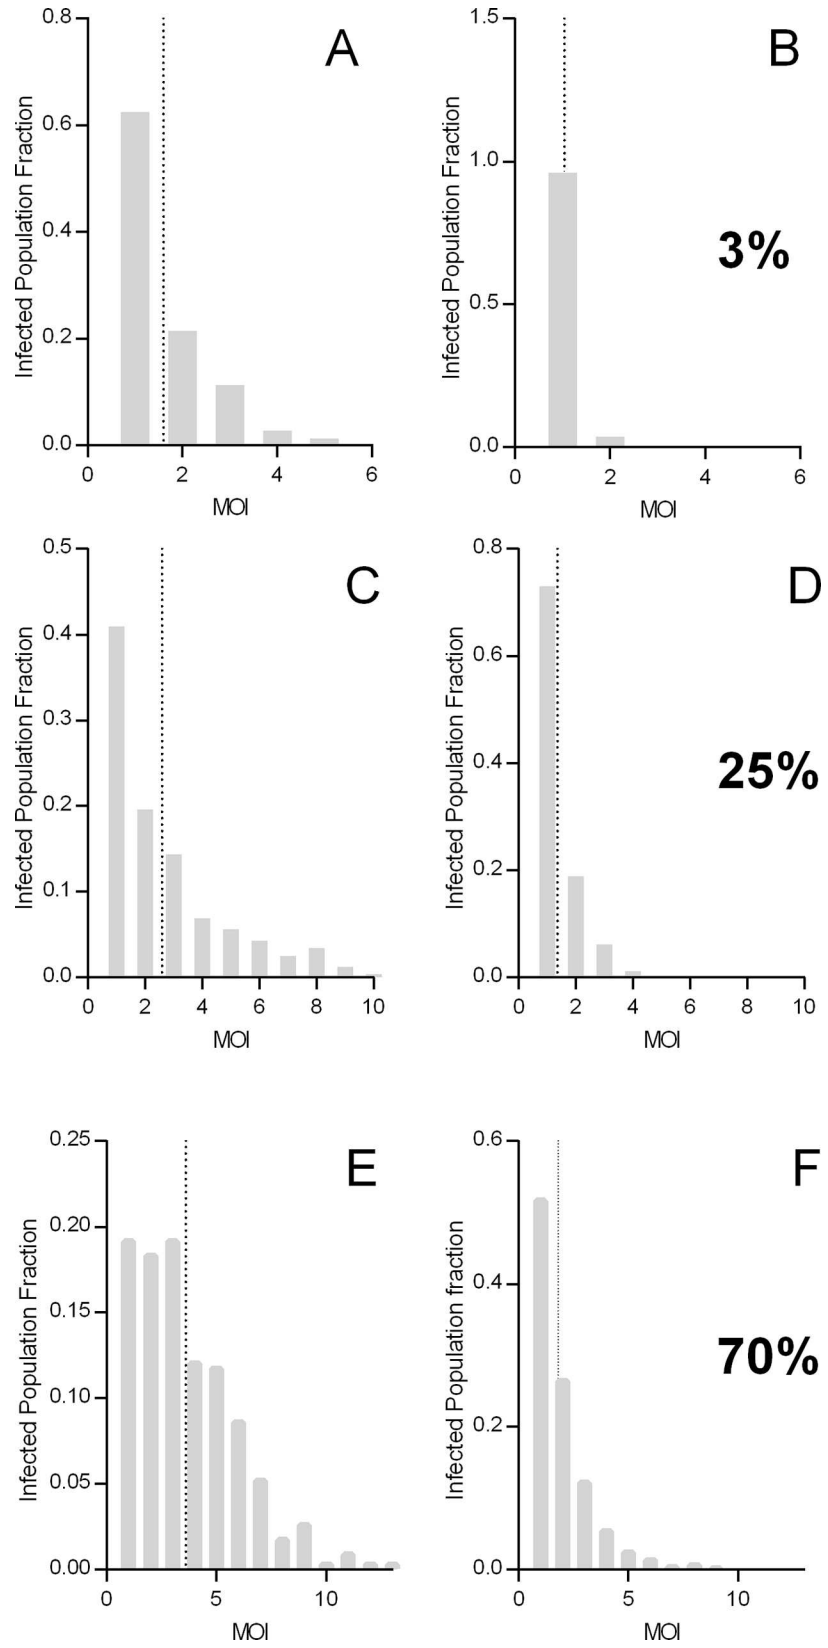 A
Infected Population Fraction
0.8
0.6
0.4
0.2
0.0
0 2 4 6
MOI
B
Infected Population Fraction
1.5
1.0
0.5
0.0
0 2 4 6
MOI
3%
C
Infected Population Fraction
0.5
0.4
0.3
0.2
0.1
0.0
0 2 4 6 8 10
MOI
D
Infected Population Fraction
0.8
0.6
0.4
0.2
0.0
0 2 4 6 8 10
MOI
25%
E
Infected Population Fraction
0.25
0.20
0.15
0.10
0.05
0.00
0 5 10
MOI
F
Infected Population fraction
0.6
0.4
0.2
0.0
0 5 10
MOI
70%